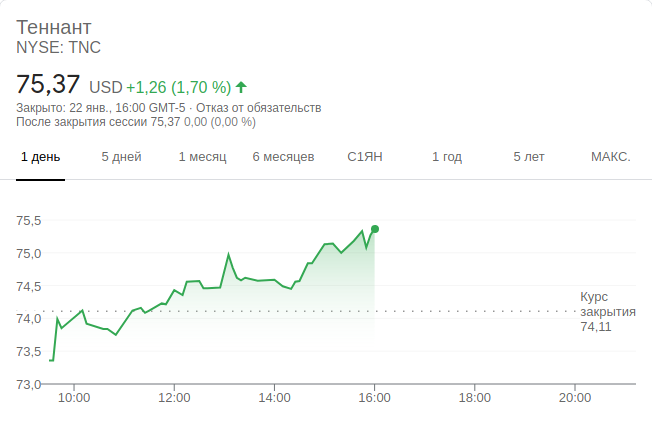 Теннант
NYSE: TNC
75,37 USD +1,26 (1,70 %)
Закрыто: 22 янв., 16:00 GMT-5 · Отказ от обязательств
После закрытия сессии 75,37 0,00 (0,00 %)
1 день 5 дней 1 месяц 6 месяцев С1ЯН 1 год 5 лет МАКС.
75,5
75,0
74,5
74,0
73,5
73,0
Курс
закрытия
74,11
10:00 12:00 14:00 16:00 18:00 20:00